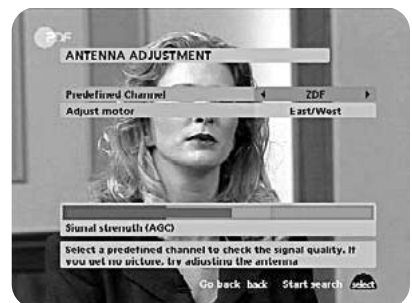 ZDF
ANTENNA ADJUSTMENT
Predefined Channel ZDF
Adjust motor East/West
Signal strength (AGC)
Select a predefined channel to check the signal quality. If
you get no picture, try adjusting the antenna
Go back back Start search select